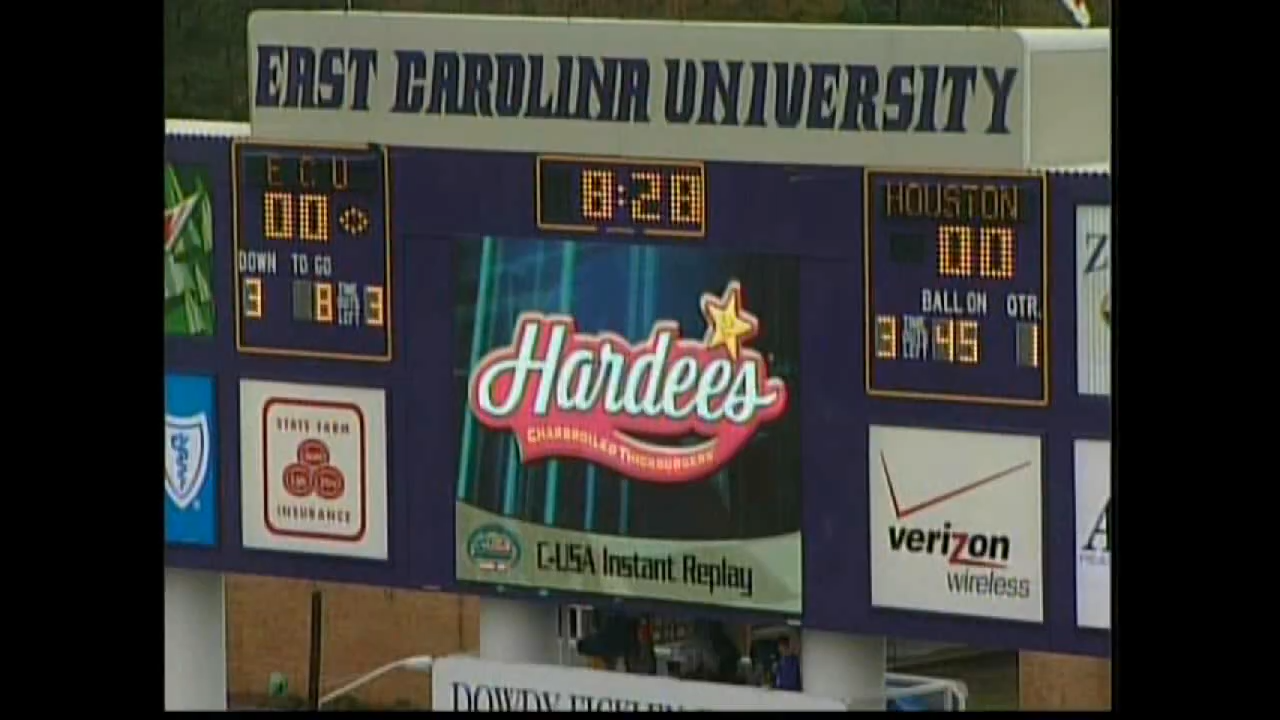 EAST CAROLINA UNIVERSITY
ECU
00
8:28
HOUSTON
00
DOWN TO GO
3 8 TIME OUTS LEFT 3
BALL ON QTR.
3 TIME OUTS LEFT 45 1
Hardees
CHARBROILED THICKBURGERS
C-USA Instant Replay
STATE FARM
INSURANCE
verizon
wireless
Z
A
DOWDY FICKLEN